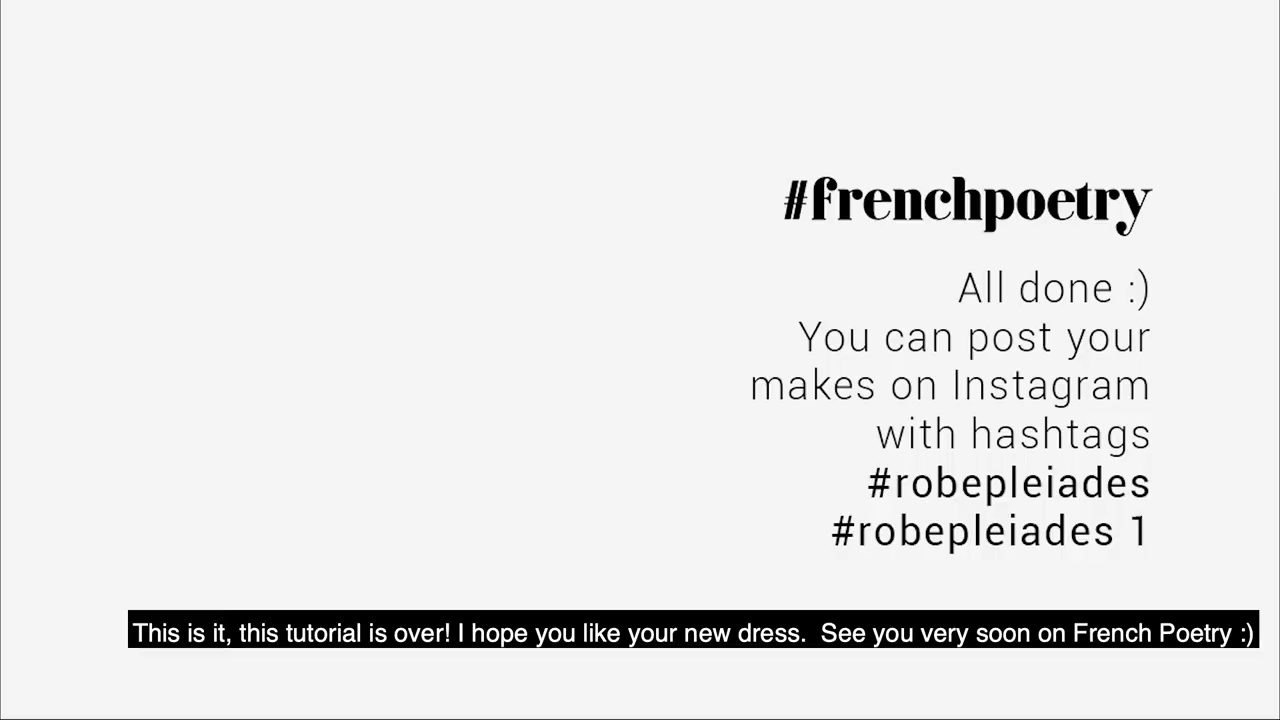 #frenchpoetry
All done :)
You can post your
makes on Instagram
with hashtags
#robepleiades
#robepleiades 1
This is it, this tutorial is over! I hope you like your new dress.  See you very soon on French Poetry :)